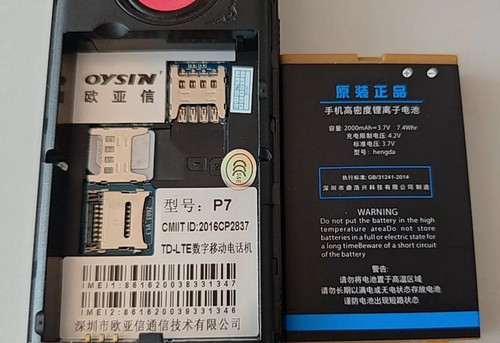 OYSIN
欧亚信
型号: P7
CMIIT ID:2016CP2837
TD-LTE数字移动电话机
IMEI1:861620038331347
IMEI2:861620039331346
深圳市欧亚信通信技术有限公司
原装正品
手机高密度锂离子电池
容量: 2000mAh=3.7V 7.4Whr
充电限制电压: 4.2V
标准电压: 3.7V
型号: hengda
执行标准: GB/31241-2014
深圳市鼎浩兴科技有限公司制造
WARNING
Do not put the battery in the high
temperature areaDo not store
batteries in a full or electric state for
a long timeBeware of a short circuit
of the battery
警告
请勿将电池置于高温区域
请勿长期以满电或无电状态存放电池
谨防电池出现短路状态